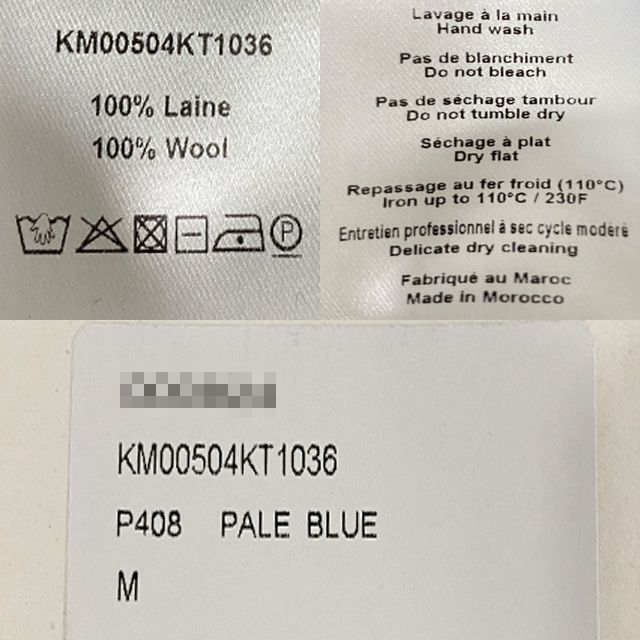 KM00504KT1036
100% Laine
100% Wool
P
Lavage à la main
Hand wash
Pas de blanchiment
Do not bleach
Pas de séchage tambour
Do not tumble dry
Séchage à plat
Dry flat
Repassage au fer froid (110°C)
Iron up to 110°C / 230F
Entretien professionnel à sec cycle modéré
Delicate dry cleaning
Fabriqué au Maroc
Made in Morocco
KM00504KT1036
P408 PALE BLUE
M